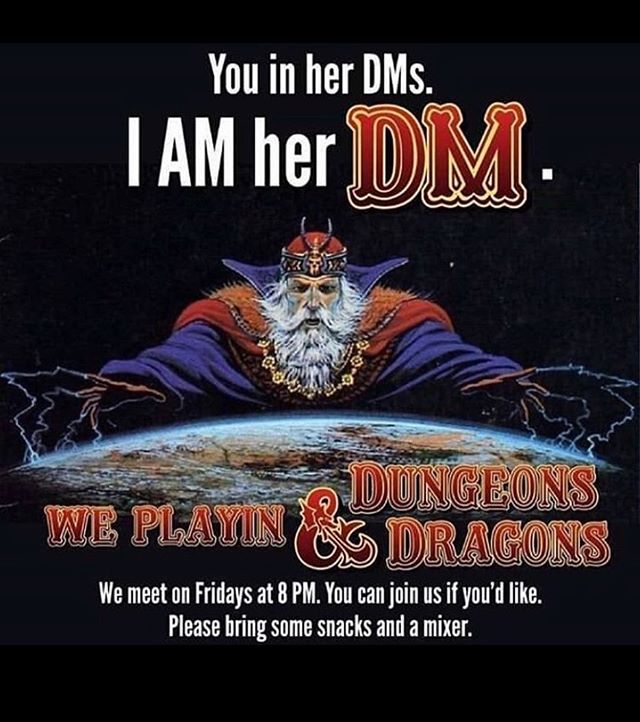 You in her DMs.
I AM her DM.
WE PLAYIN DUNGEONS
& DRAGONS
We meet on Fridays at 8 PM. You can join us if you'd like.
Please bring some snacks and a mixer.